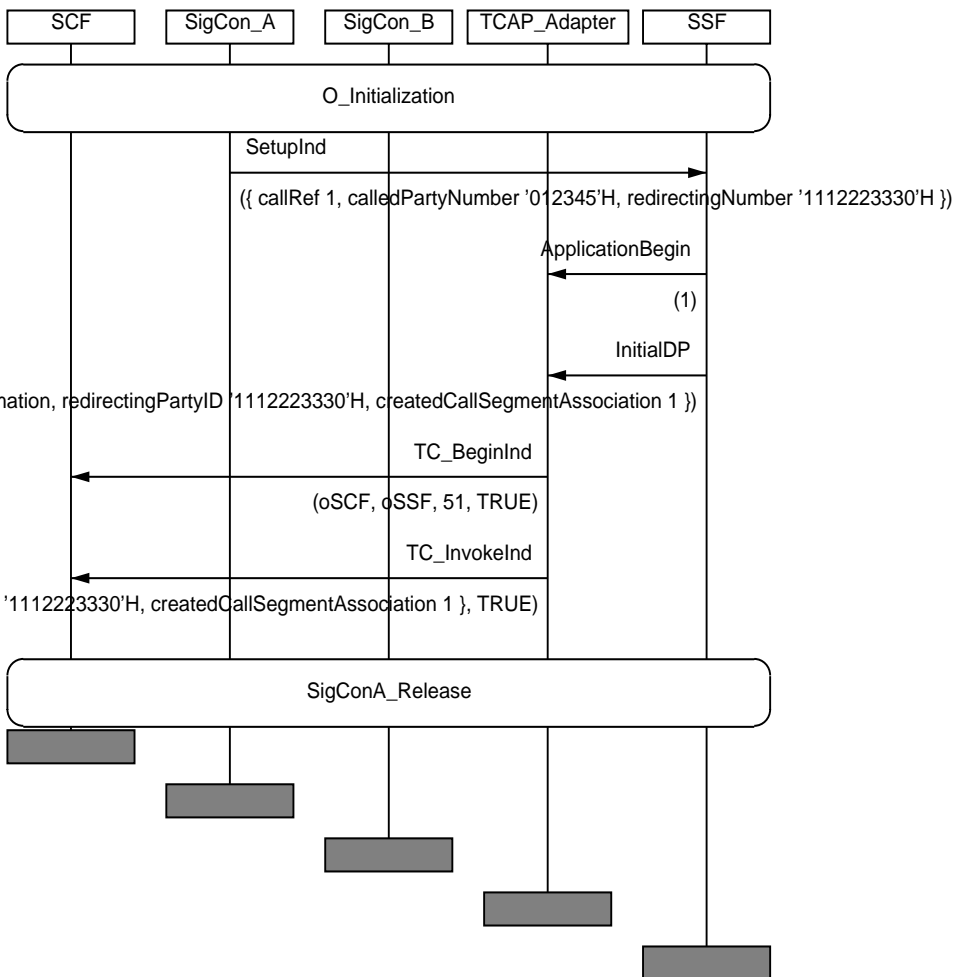 SCF SigCon_A SigCon_B TCAP_Adapter SSF
O_Initialization
SetupInd
({ callRef 1, calledPartyNumber '012345'H, redirectingNumber '1112223330'H })
ApplicationBegin
(1)
InitialDP
mation, redirectingPartyID '1112223330'H, createdCallSegmentAssociation 1 })
TC_BeginInd
(oSCF, oSSF, 51, TRUE)
TC_InvokeInd
'1112223330'H, createdCallSegmentAssociation 1 }, TRUE)
SigConA_Release